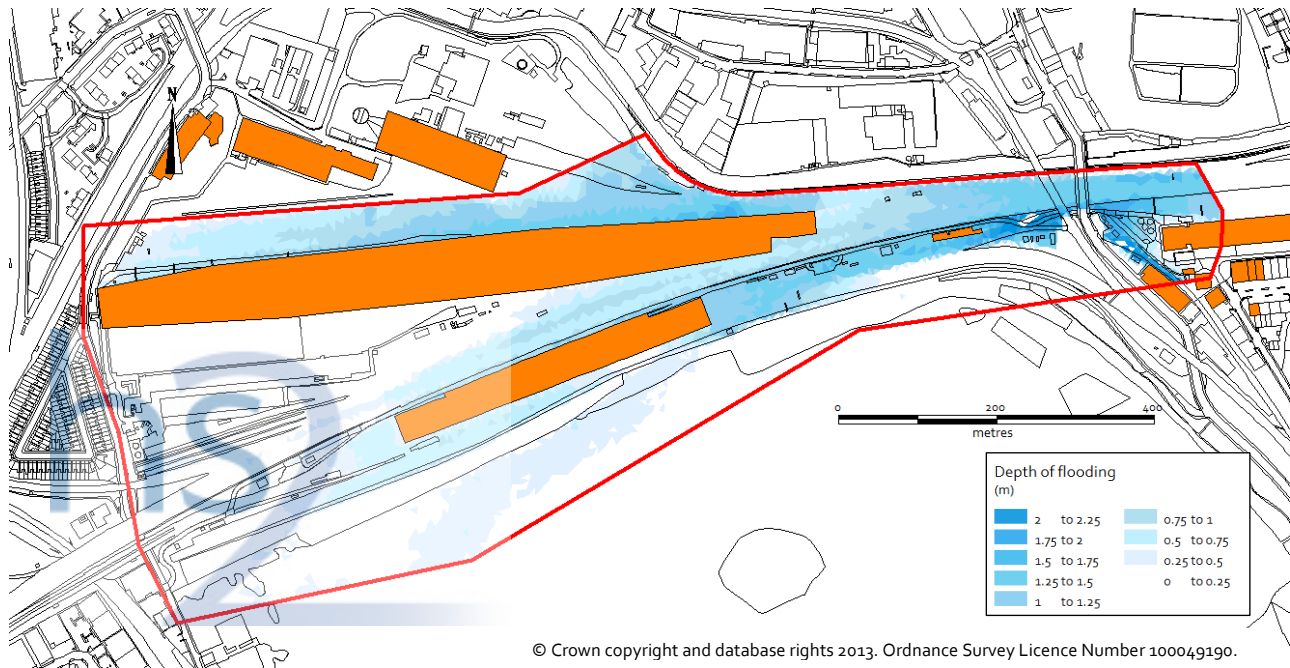 N
hs2
0 200 400
metres
Depth of flooding
(m)
2 to 2.25
1.75 to 2
1.5 to 1.75
1.25 to 1.5
1 to 1.25
0.75 to 1
0.5 to 0.75
0.25 to 0.5
0 to 0.25
© Crown copyright and database rights 2013. Ordnance Survey Licence Number 100049190.